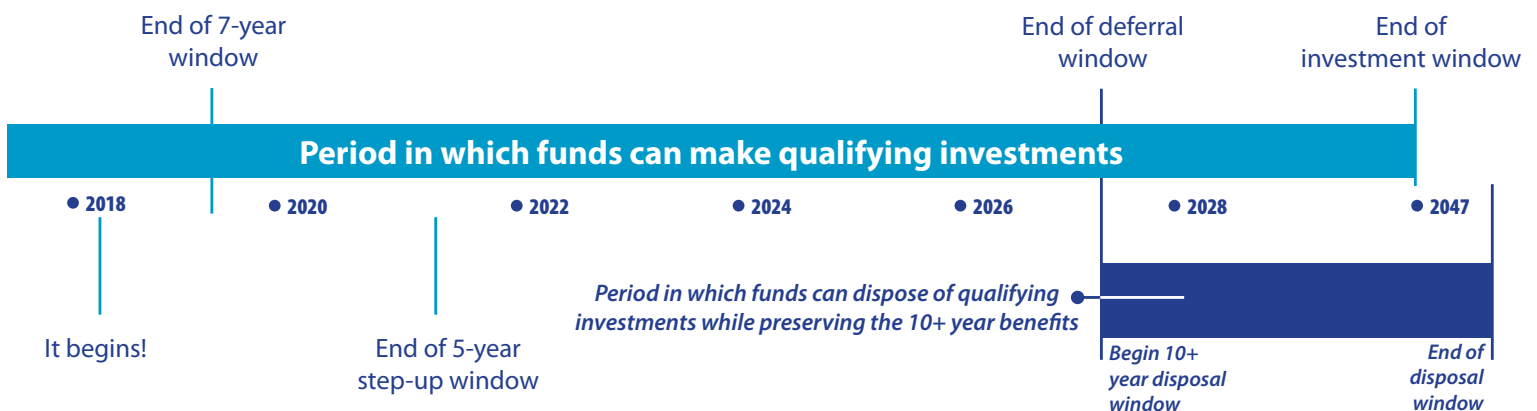 End of 7-year
window
End of deferral
window
End of
investment window
Period in which funds can make qualifying investments
2018
2020
2022
2024
2026
2028
2047
It begins!
End of 5-year
step-up window
Period in which funds can dispose of qualifying
investments while preserving the 10+ year benefits
Begin 10+
year disposal
window
End of
disposal
window